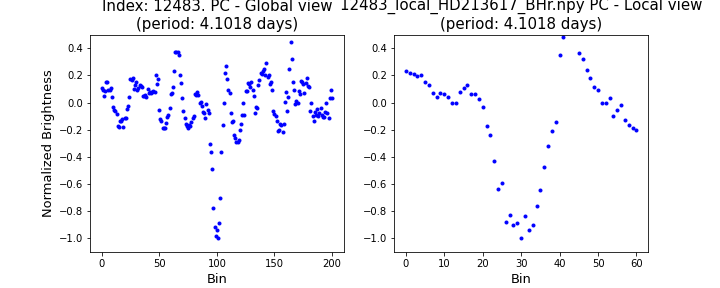 Index: 12483. PC - Global view
(period: 4.1018 days)
12483_local_HD213617_BHr.npy PC - Local view
(period: 4.1018 days)
Normalized Brightness
0.4
0.2
0.0
−0.2
−0.4
−0.6
−0.8
−1.0
0 50 100 150 200
Bin
0.4
0.2
0.0
−0.2
−0.4
−0.6
−0.8
−1.0
0 10 20 30 40 50 60
Bin